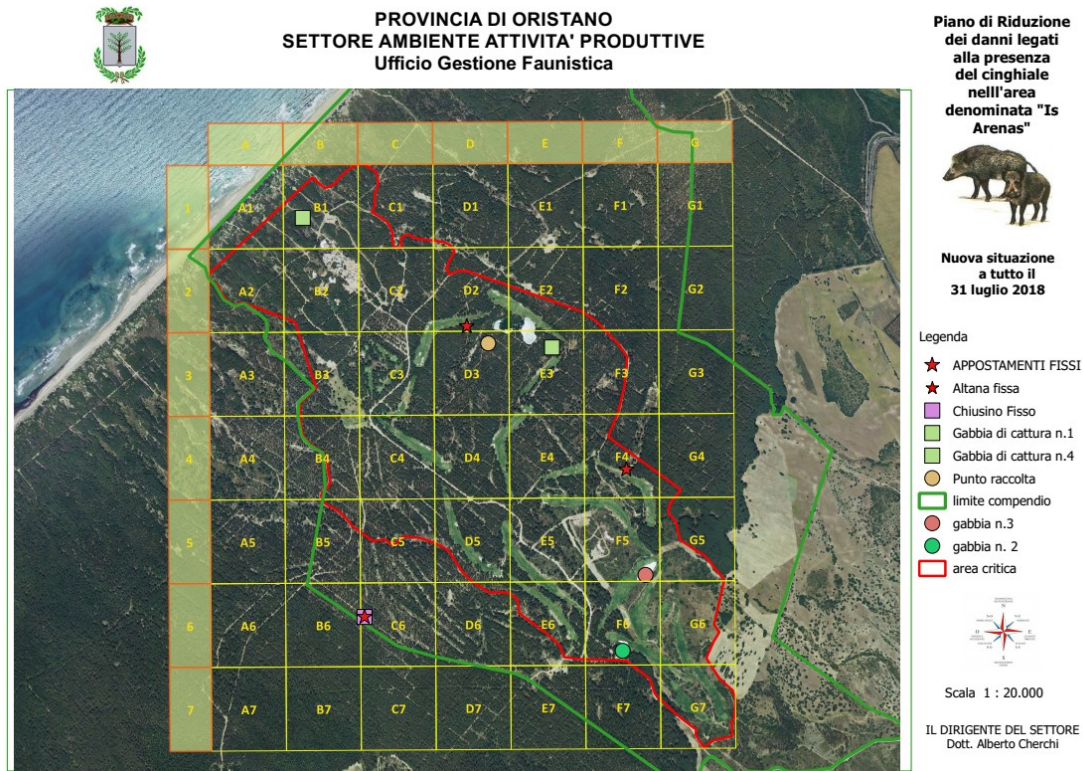 PROVINCIA DI ORISTANO
SETTORE AMBIENTE ATTIVITA' PRODUTTIVE
Ufficio Gestione Faunistica
Piano di Riduzione
dei danni legati
alla presenza
del cinghiale
nell'area
denominata "Is
Arenas"
Nuova situazione
a tutto il
31 luglio 2018
Legenda
APPOSTAMENTI FISSI
Altana fissa
Chiusino Fisso
Gabbia di cattura n.1
Gabbia di cattura n.4
Punto raccolta
limite compendio
gabbia n.3
gabbia n. 2
area critica
Scala 1 : 20.000
IL DIRIGENTE DEL SETTORE
Dott. Alberto Cherchi
A B C D E F G
1 A1 B1 C1 D1 E1 F1 G1
2 A2 B2 C2 D2 E2 F2 G2
3 A3 B3 C3 D3 E3 F3 G3
4 A4 B4 C4 D4 E4 F4 G4
5 A5 B5 C5 D5 E5 F5 G5
6 A6 B6 C6 D6 E6 F6 G6
7 A7 B7 C7 D7 E7 F7 G7